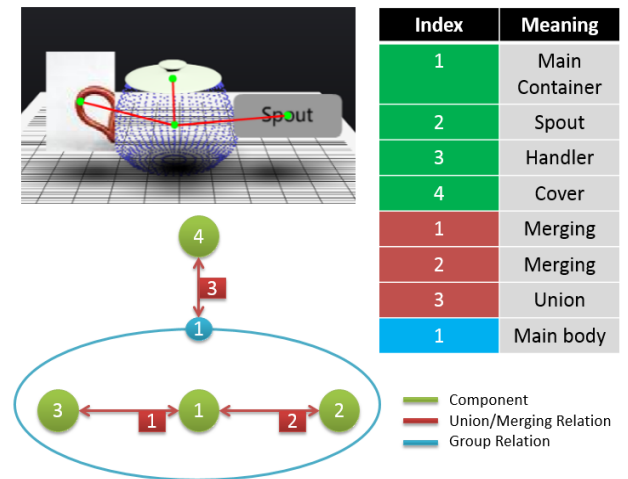 Spout
Index Meaning
1 Main
Container
2 Spout
3 Handler
4 Cover
1 Merging
2 Merging
3 Union
1 Main body
4
3
1
3 1 1 2 2
Component
Union/Merging Relation
Group Relation